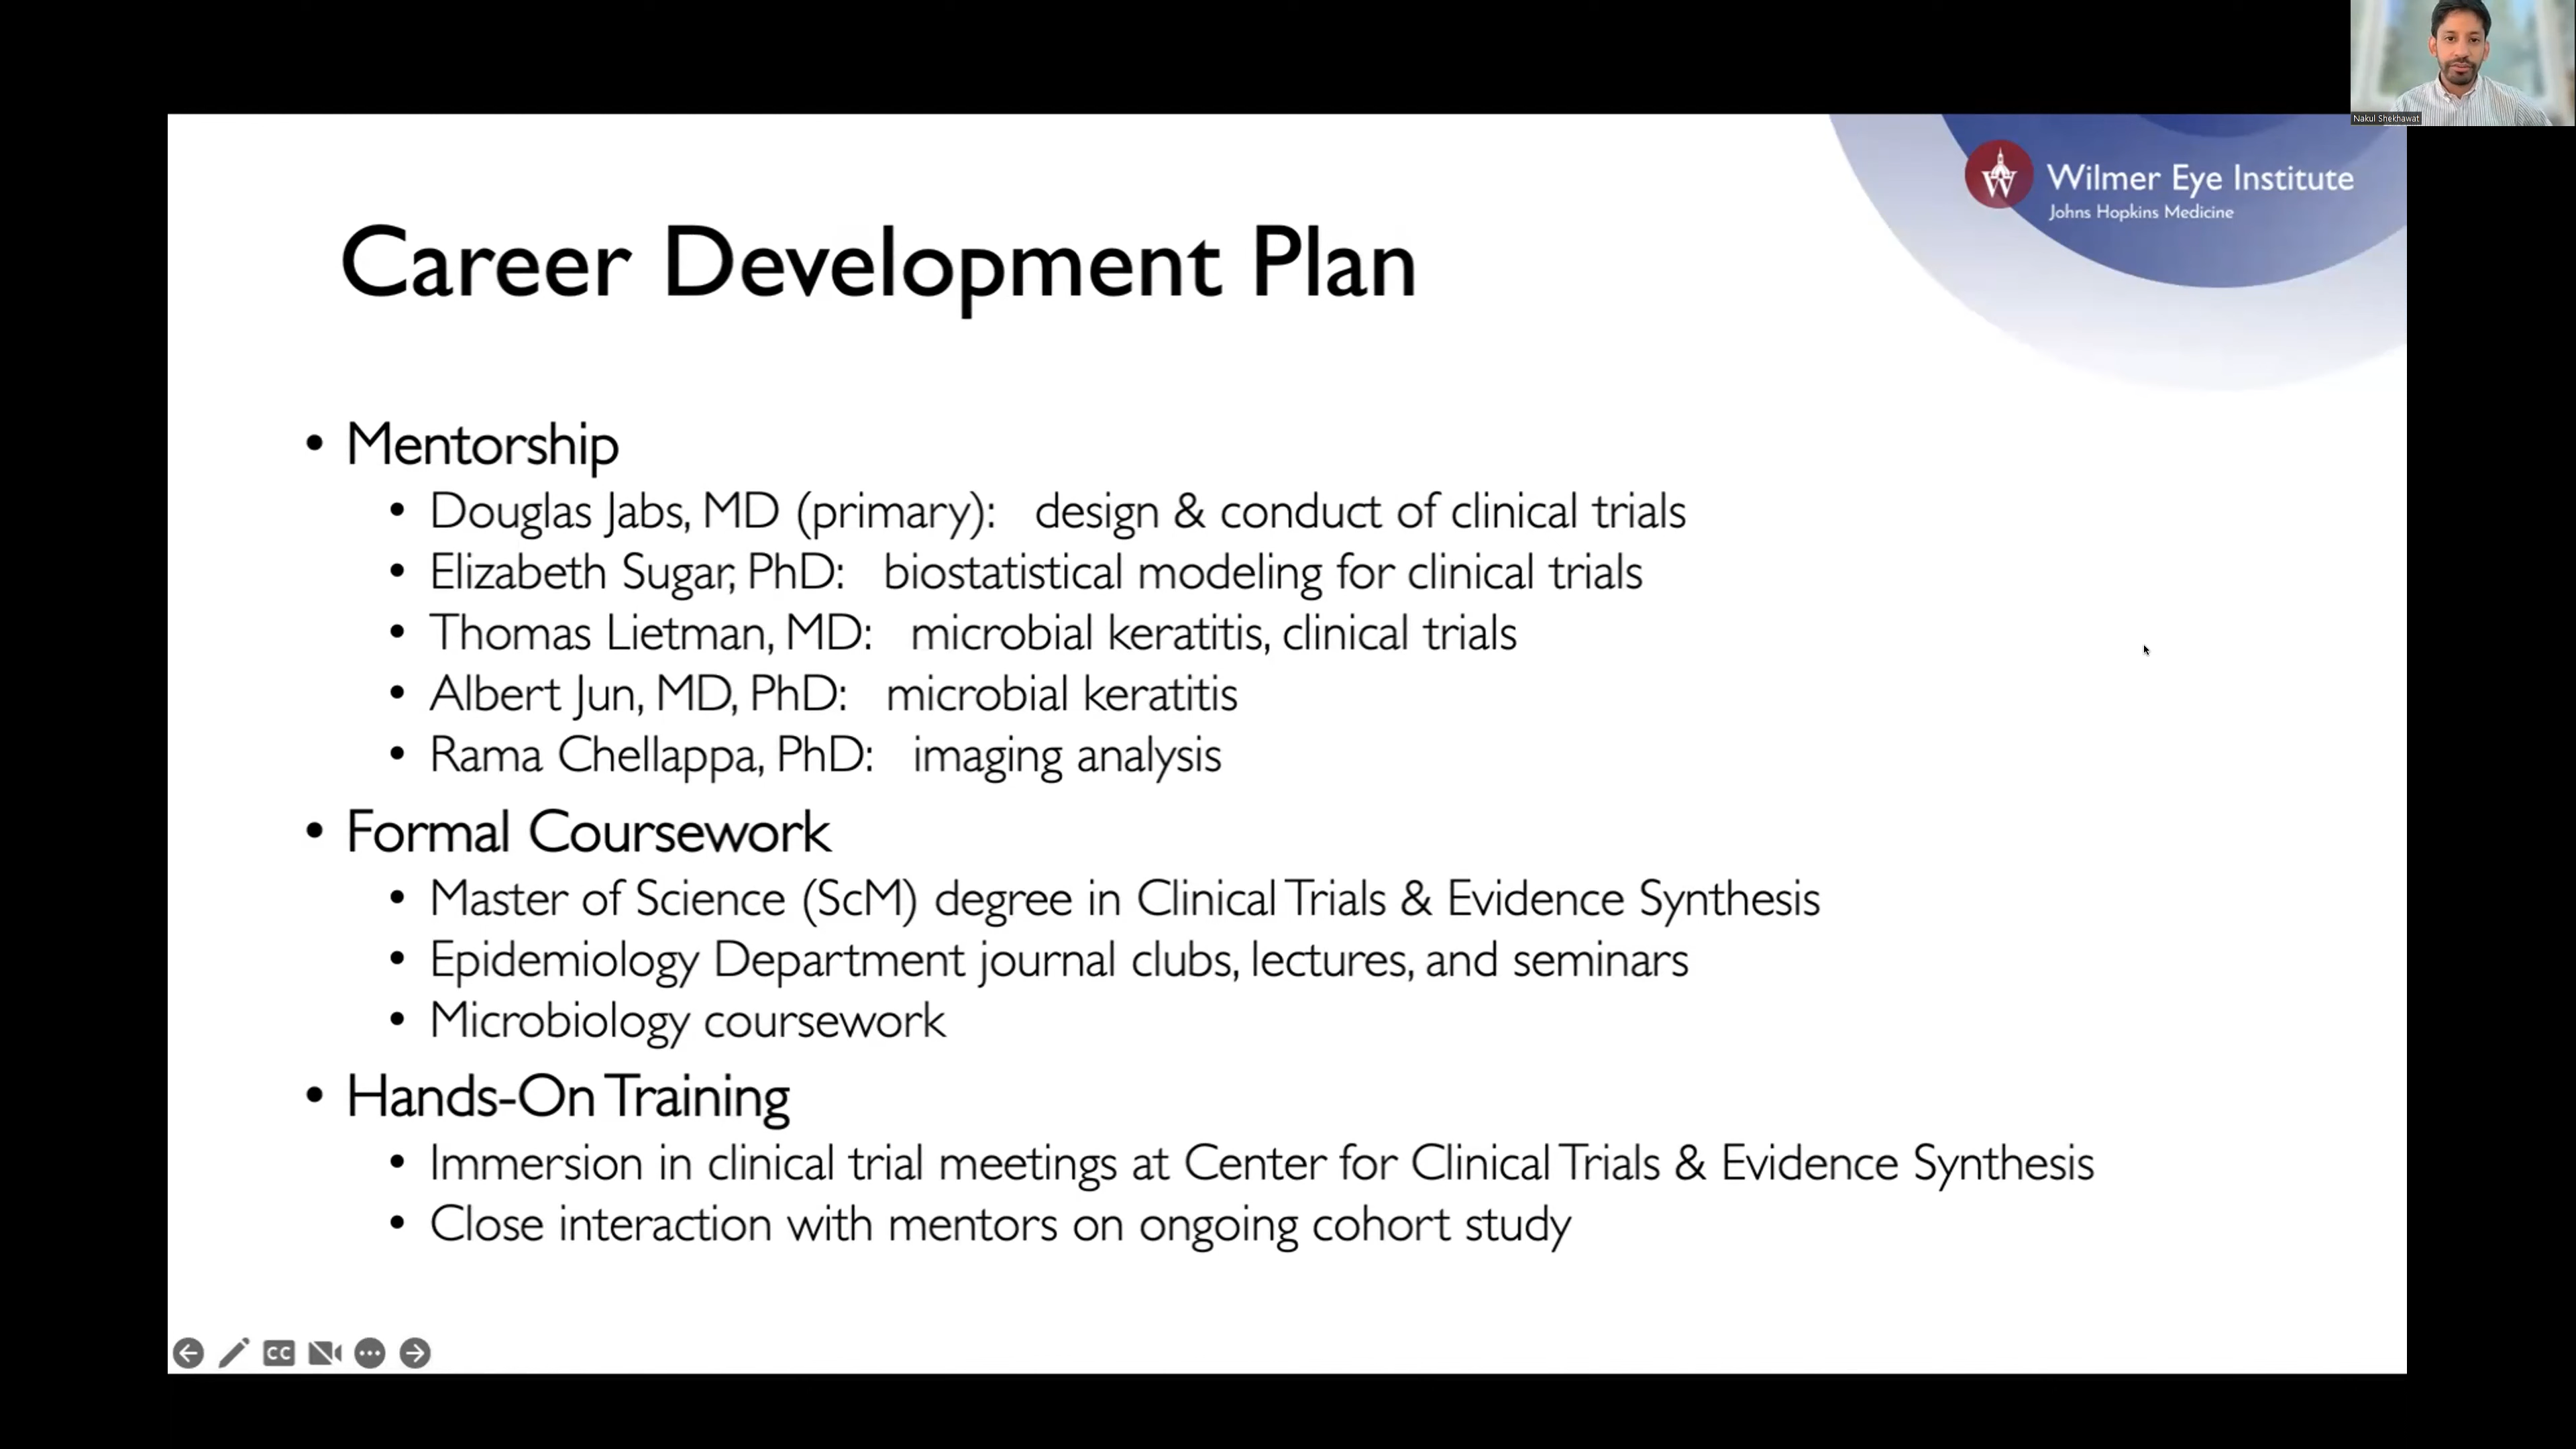 Nakul Shekhawat
Wilmer Eye Institute
Johns Hopkins Medicine
Career Development Plan
• Mentorship
• Douglas Jabs, MD (primary): design & conduct of clinical trials
• Elizabeth Sugar, PhD: biostatistical modeling for clinical trials
• Thomas Lietman, MD: microbial keratitis, clinical trials
• Albert Jun, MD, PhD: microbial keratitis
• Rama Chellappa, PhD: imaging analysis
• Formal Coursework
• Master of Science (ScM) degree in Clinical Trials & Evidence Synthesis
• Epidemiology Department journal clubs, lectures, and seminars
• Microbiology coursework
• Hands-On Training
• Immersion in clinical trial meetings at Center for Clinical Trials & Evidence Synthesis
• Close interaction with mentors on ongoing cohort study
CC